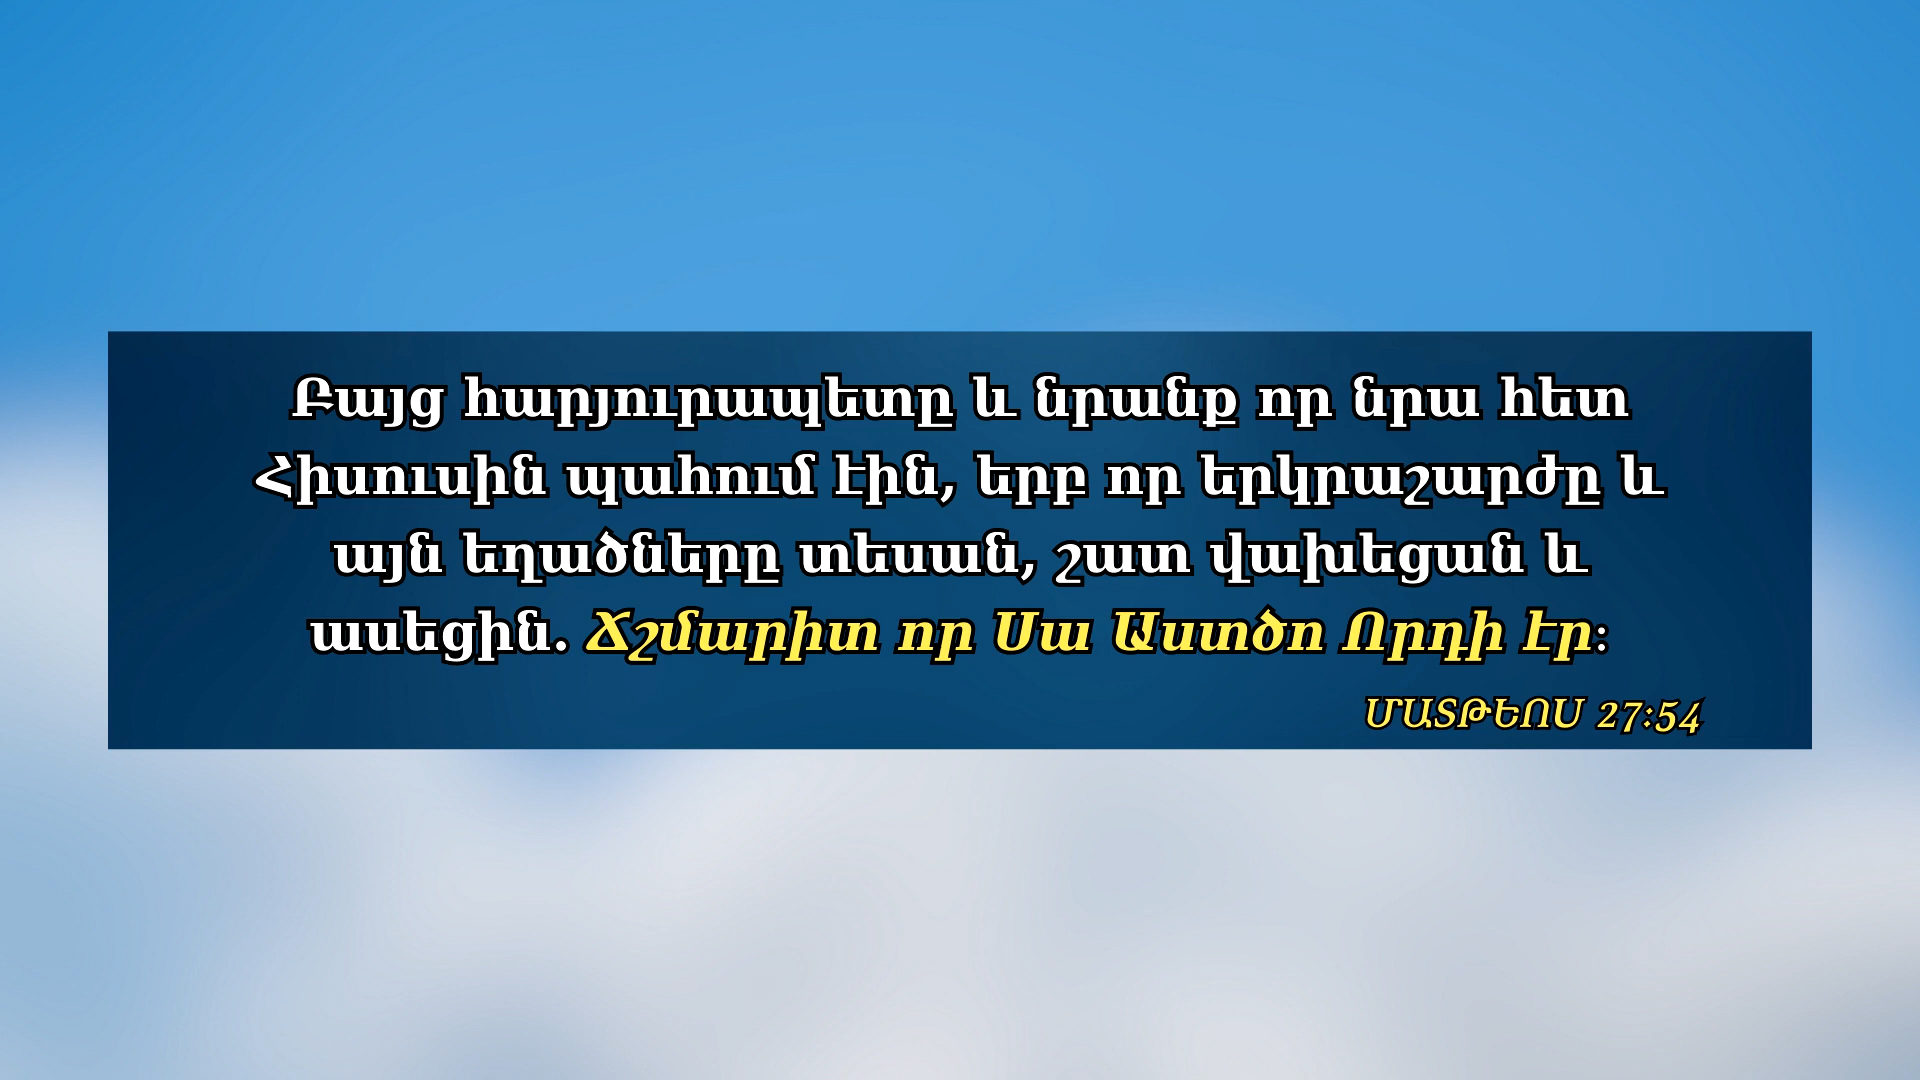 Բայց հարյուրապետը և նրանք որ նրա հետ
Հիսուսին պահում էին, երբ որ երկրաշարժը և
այն եղածները տեսան, շատ վախեցան և
ասեցին. Ճշմարիտ որ Սա Աստծո Որդի էր:
ՄԱՏԹԵՈՍ 27:54